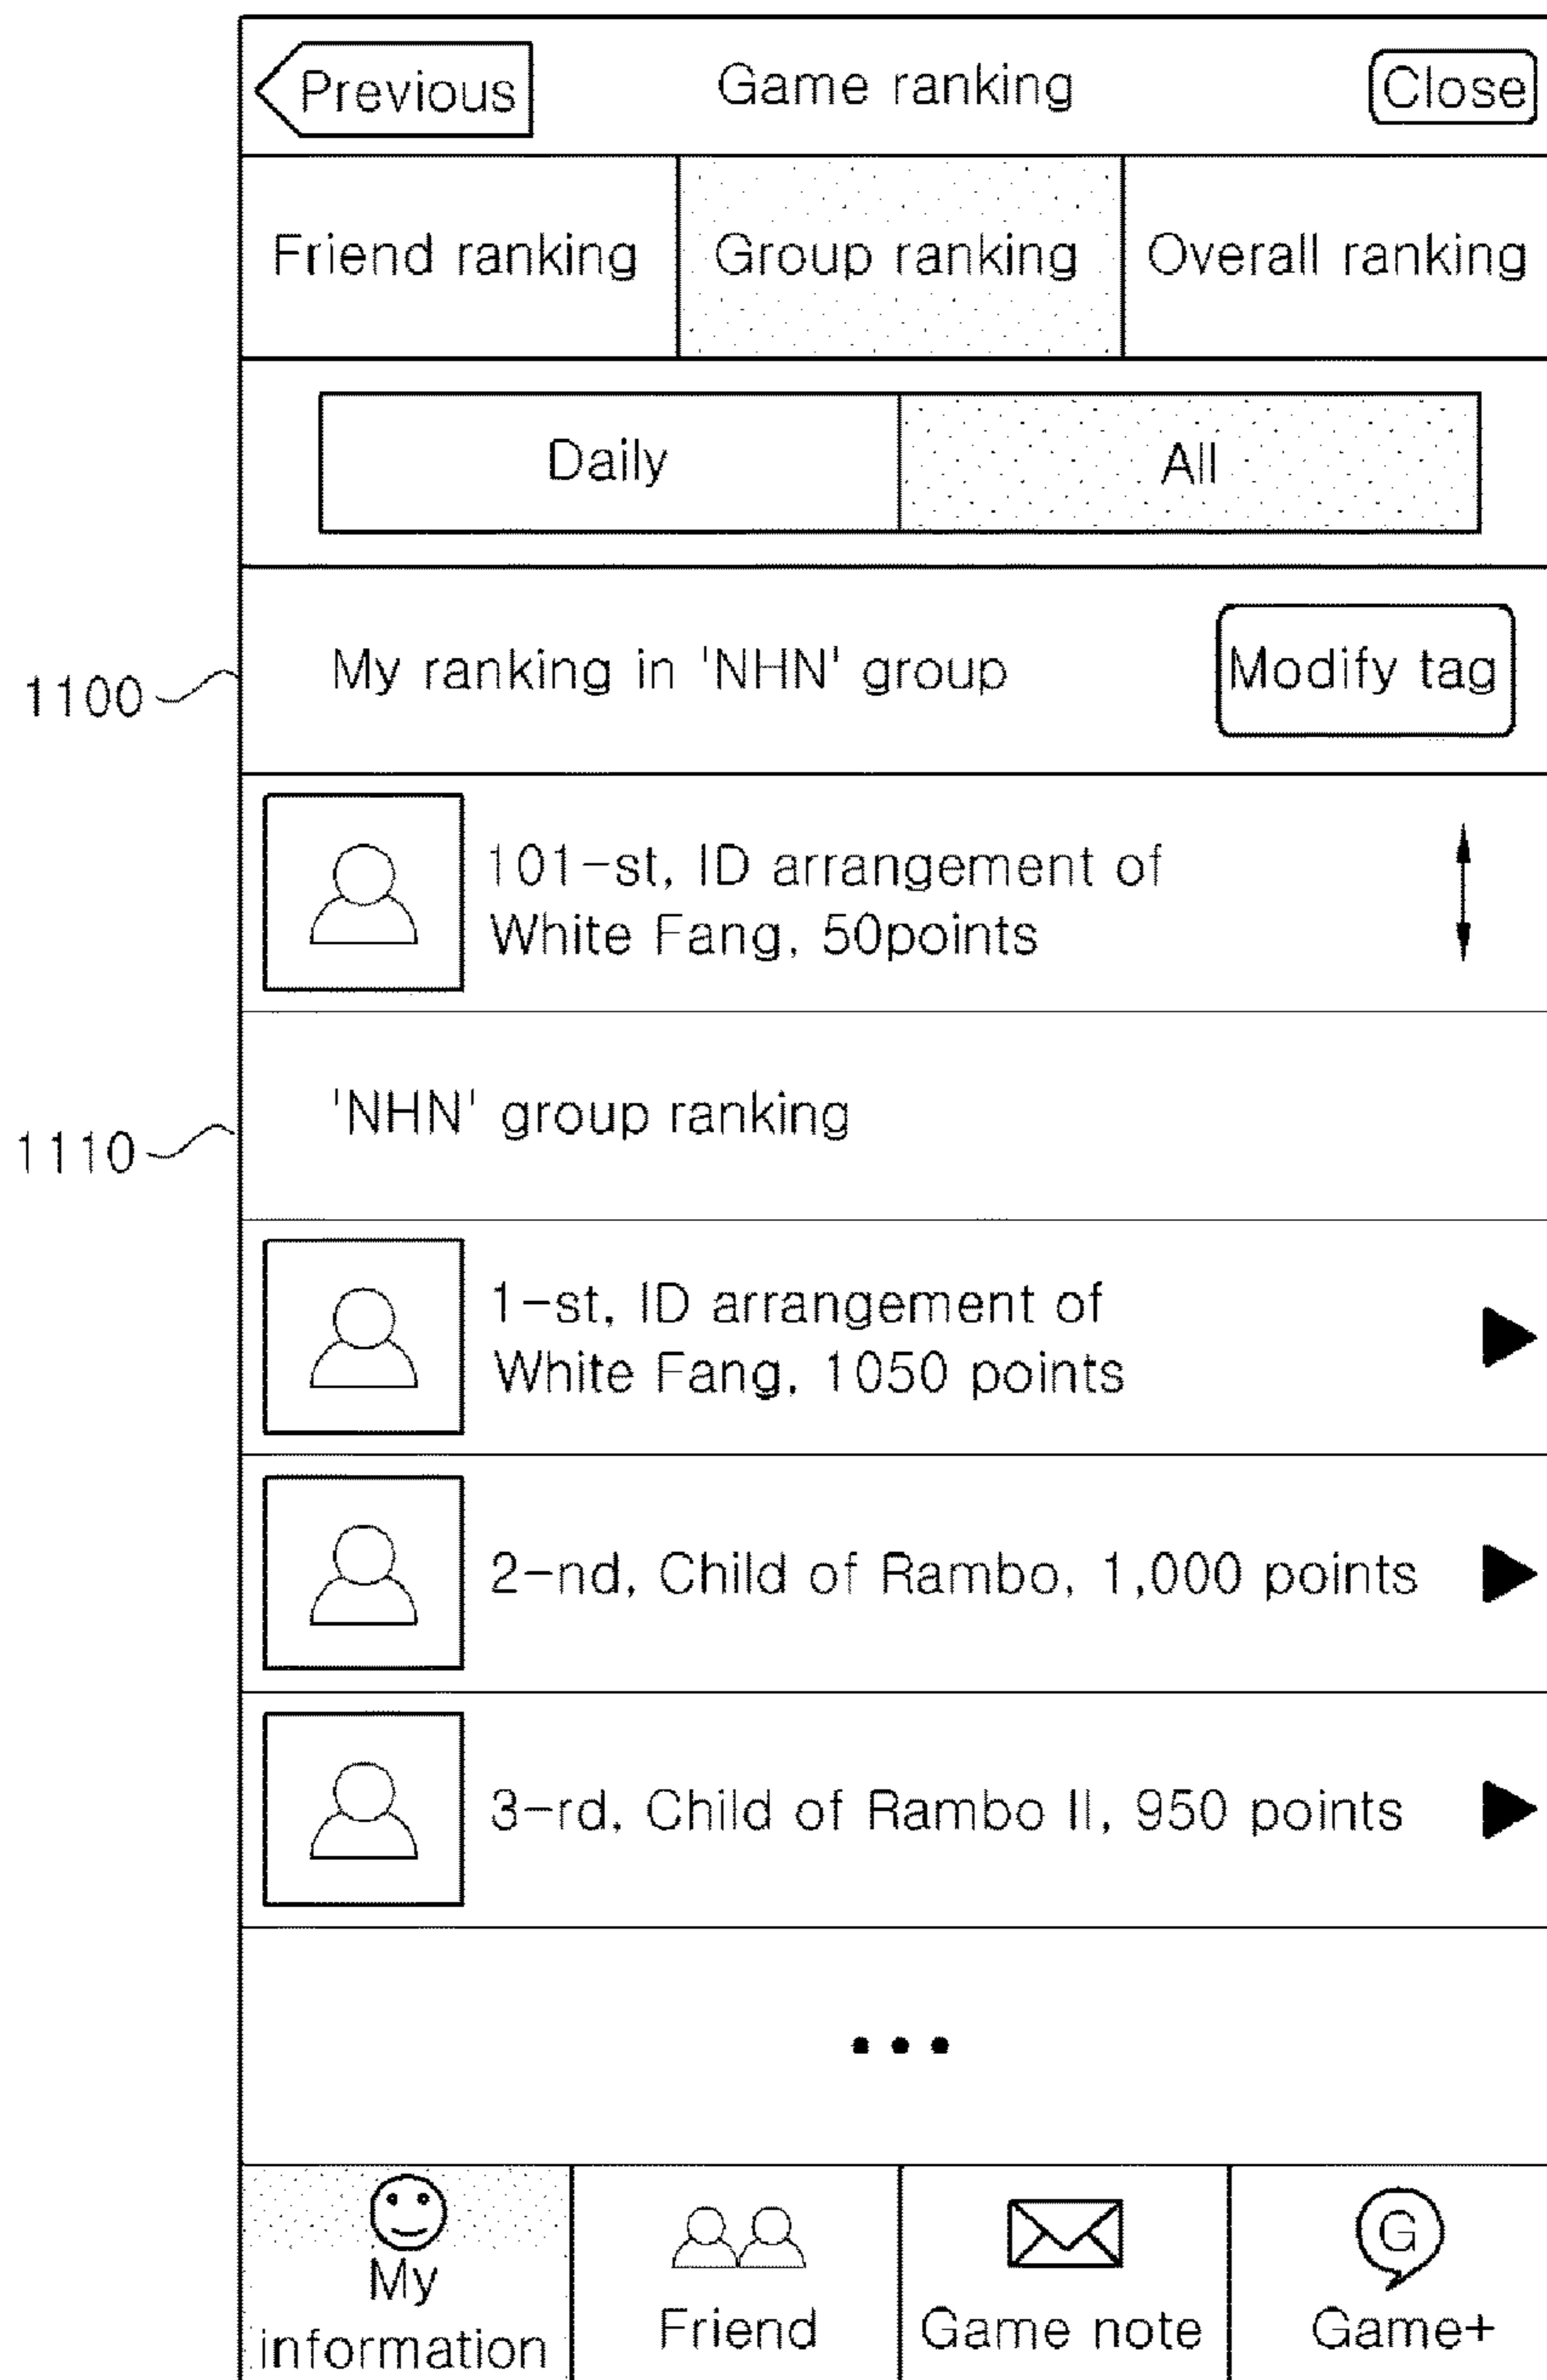 Previous
Game ranking
Close
Friend ranking
Group ranking
Overall ranking
Daily
All
1100
My ranking in 'NHN' group
Modify tag
101-st, ID arrangement of
White Fang, 50points
1110
'NHN' group ranking
1-st, ID arrangement of
White Fang, 1050 points
2-nd, Child of Rambo, 1,000 points
3-rd, Child of Rambo II, 950 points
•••
My
information
Friend
Game note
G
Game+